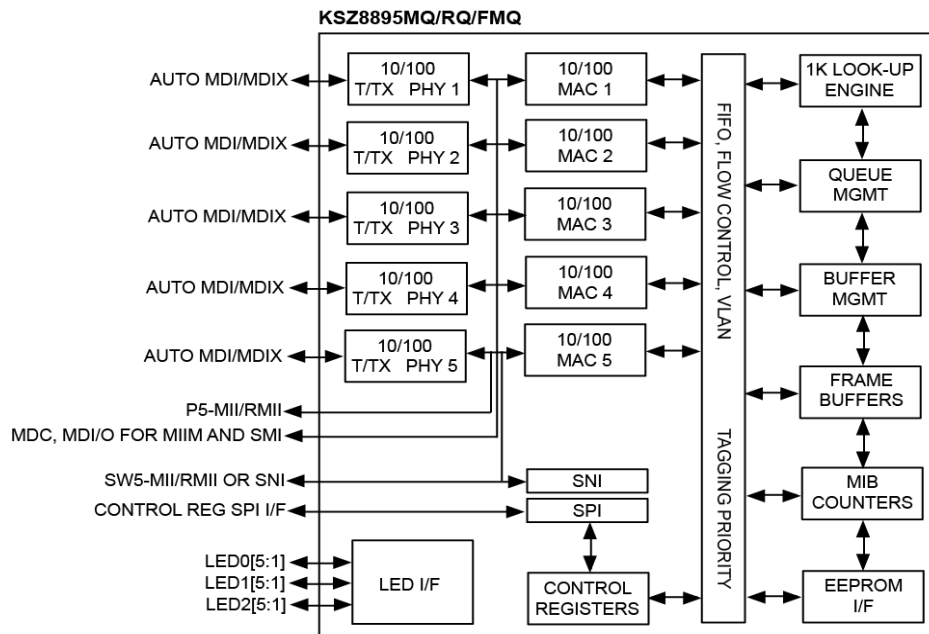 KSZ8895MQ/RQ/FMQ
AUTO MDI/MDIX
10/100
T/TX PHY 1
10/100
MAC 1
1K LOOK-UP
ENGINE
AUTO MDI/MDIX
10/100
T/TX PHY 2
10/100
MAC 2
QUEUE
MGMT
AUTO MDI/MDIX
10/100
T/TX PHY 3
10/100
MAC 3
AUTO MDI/MDIX
10/100
T/TX PHY 4
10/100
MAC 4
BUFFER
MGMT
AUTO MDI/MDIX
10/100
T/TX PHY 5
10/100
MAC 5
FRAME
BUFFERS
FIFO, FLOW CONTROL, VLAN TAGGING PRIORITY
P5-MII/RMII
MDC, MDI/O FOR MIIM AND SMI
SW5-MII/RMII OR SNI
SNI
MIB
COUNTERS
CONTROL REG SPI I/F
SPI
LED0[5:1]
LED1[5:1]
LED2[5:1]
LED I/F
CONTROL
REGISTERS
EEPROM
I/F